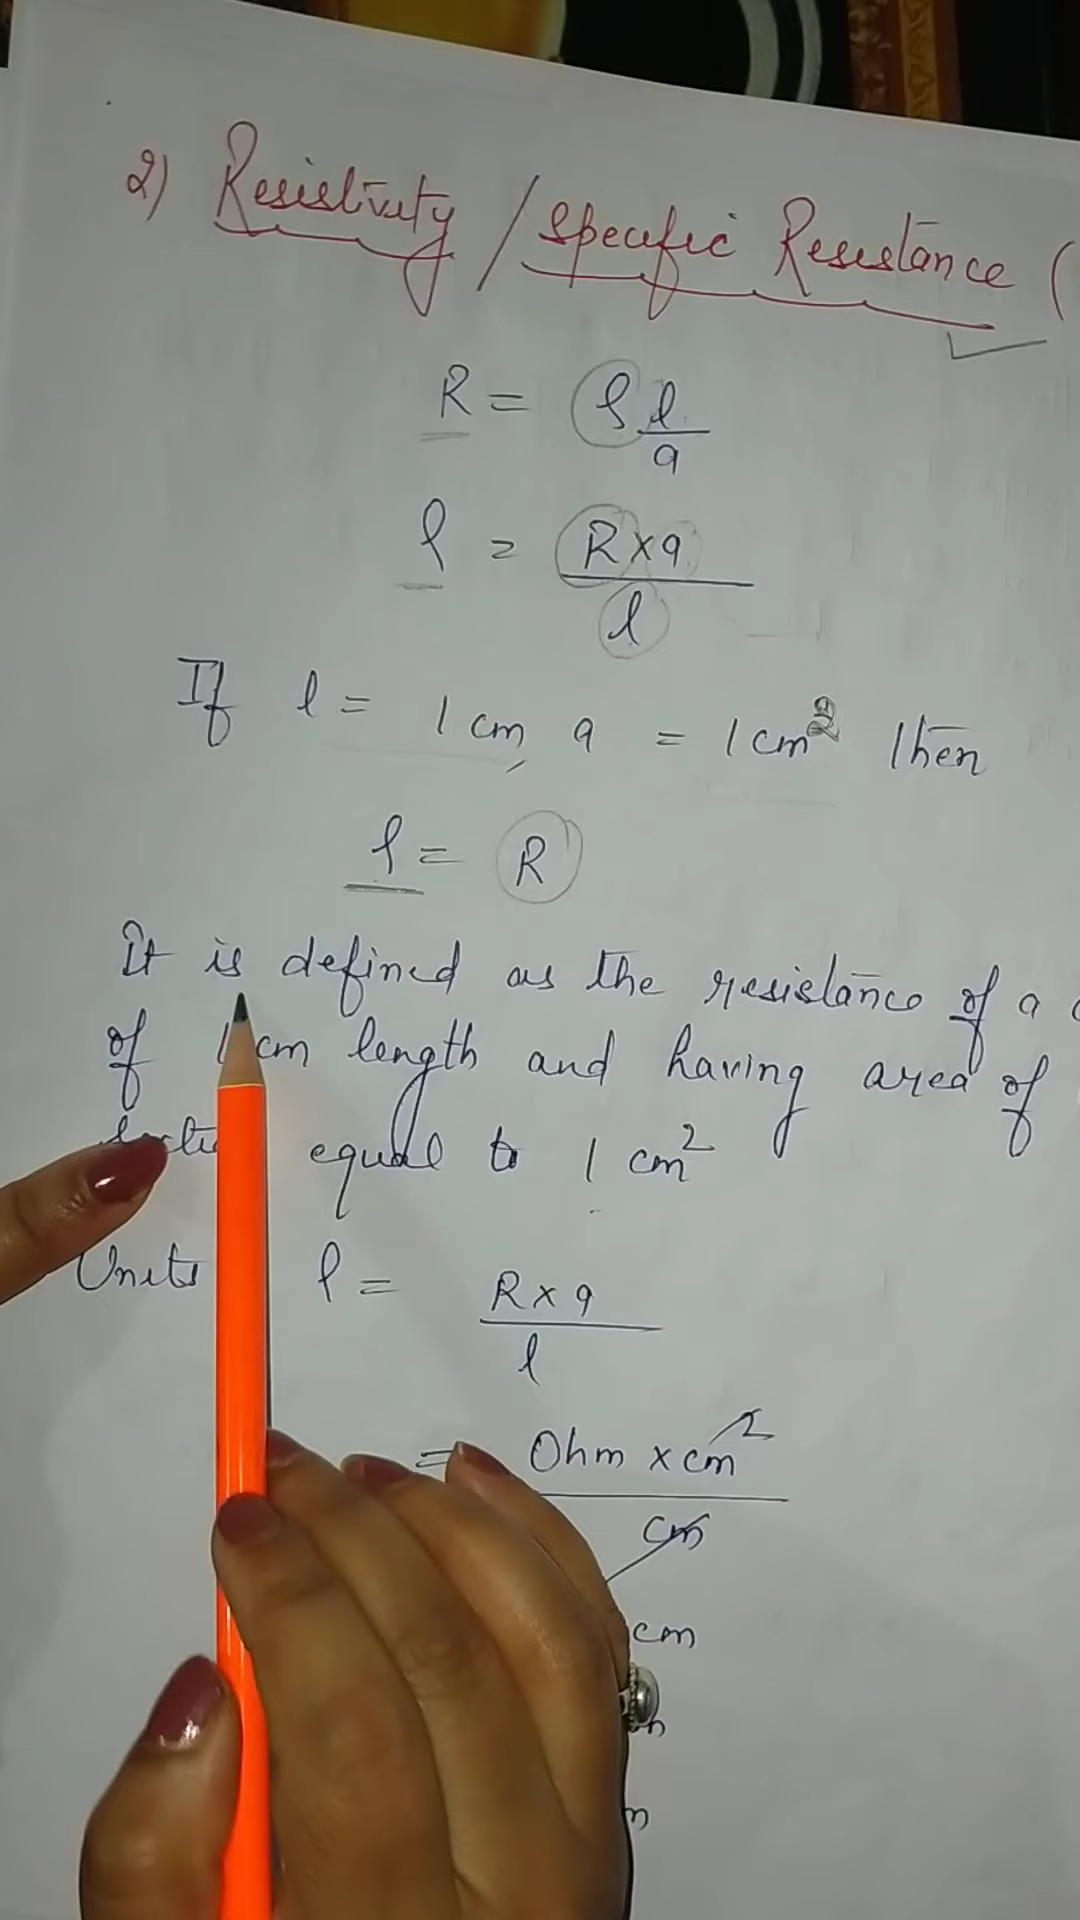 2) Resistivity / Specific Resistance (
R = ρ l/a
ρ = R×a/l
If l = 1 cm, a = 1 cm² then
ρ = R
It is defined as the resistance of a
of 1 cm length and having area of
equal to 1 cm²
Units ρ = R×a/l
= Ohm × cm²/cm
cm